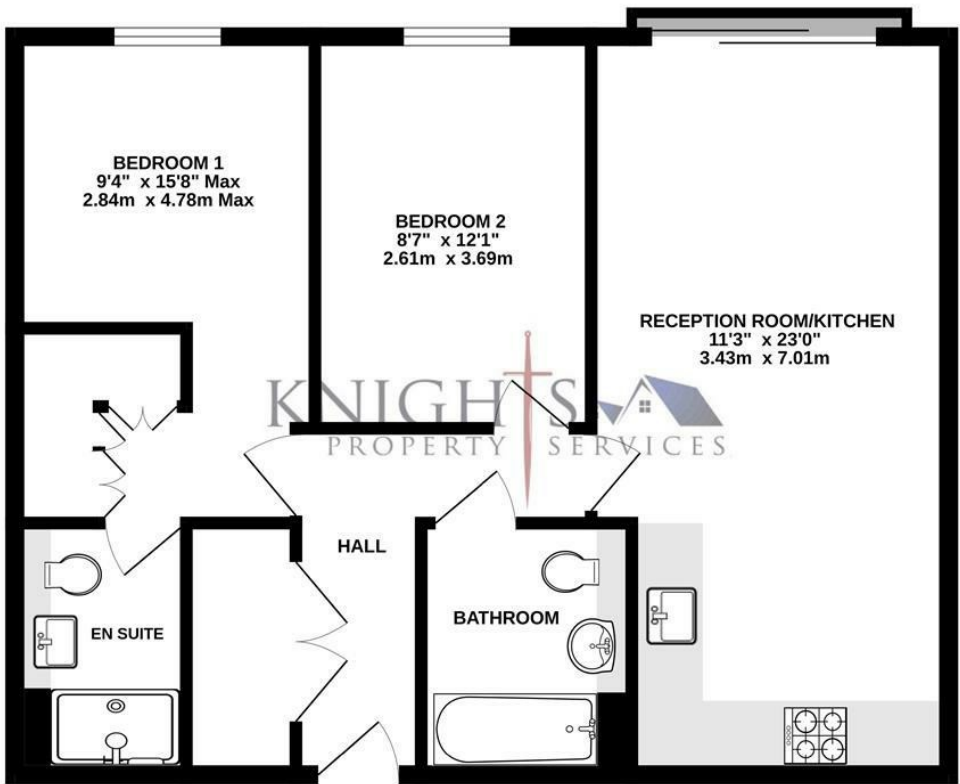 BEDROOM 1
9'4" x 15'8" Max
2.84m x 4.78m Max
BEDROOM 2
8'7" x 12'1"
2.61m x 3.69m
RECEPTION ROOM/KITCHEN
11'3" x 23'0"
3.43m x 7.01m
KNIGHTS
PROPERTY SERVICES
HALL
EN SUITE
BATHROOM